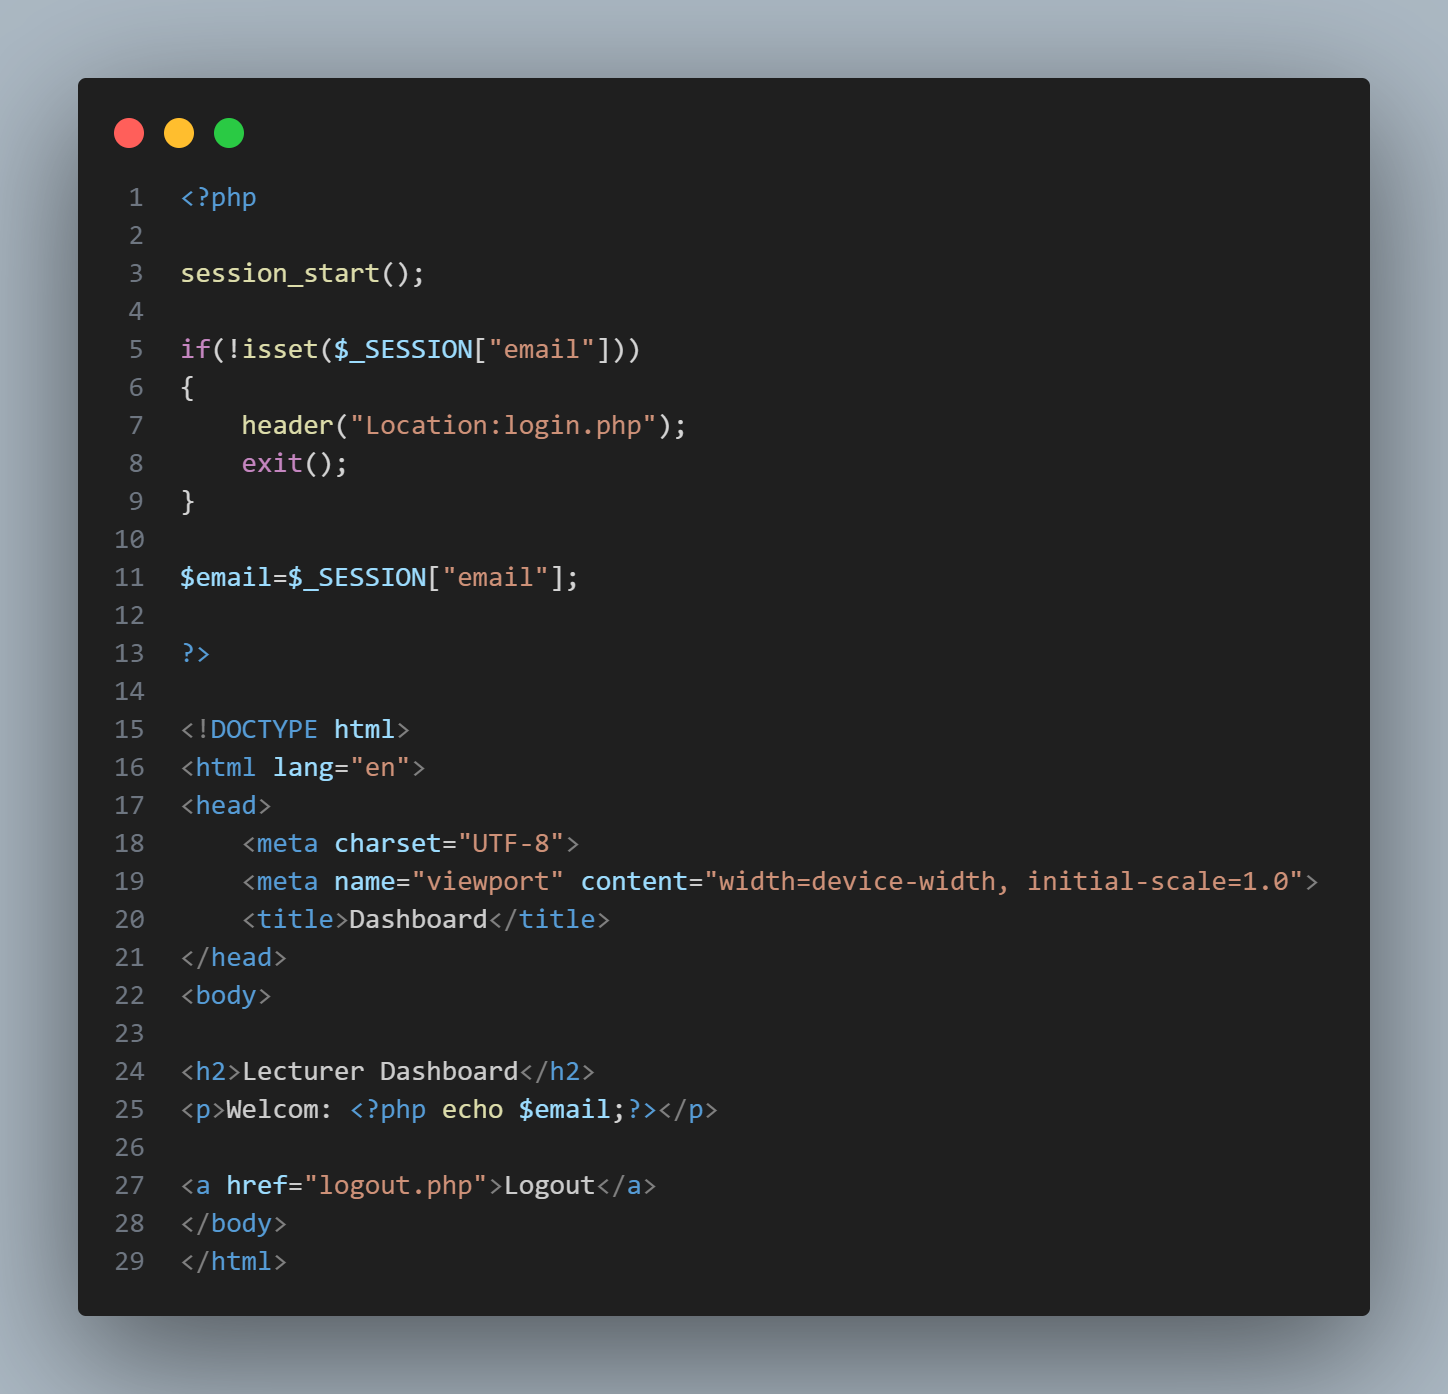 1 <?php
2
3 session_start();
4
5 if(!isset($_SESSION["email"]))
6 {
7     header("Location:login.php");
8     exit();
9 }
10
11 $email=$_SESSION["email"];
12
13 ?>
14
15 <!DOCTYPE html>
16 <html lang="en">
17 <head>
18     <meta charset="UTF-8">
19     <meta name="viewport" content="width=device-width, initial-scale=1.0">
20     <title>Dashboard</title>
21 </head>
22 <body>
23
24 <h2>Lecturer Dashboard</h2>
25 <p>Welcom: <?php echo $email;?></p>
26
27 <a href="logout.php">Logout</a>
28 </body>
29 </html>